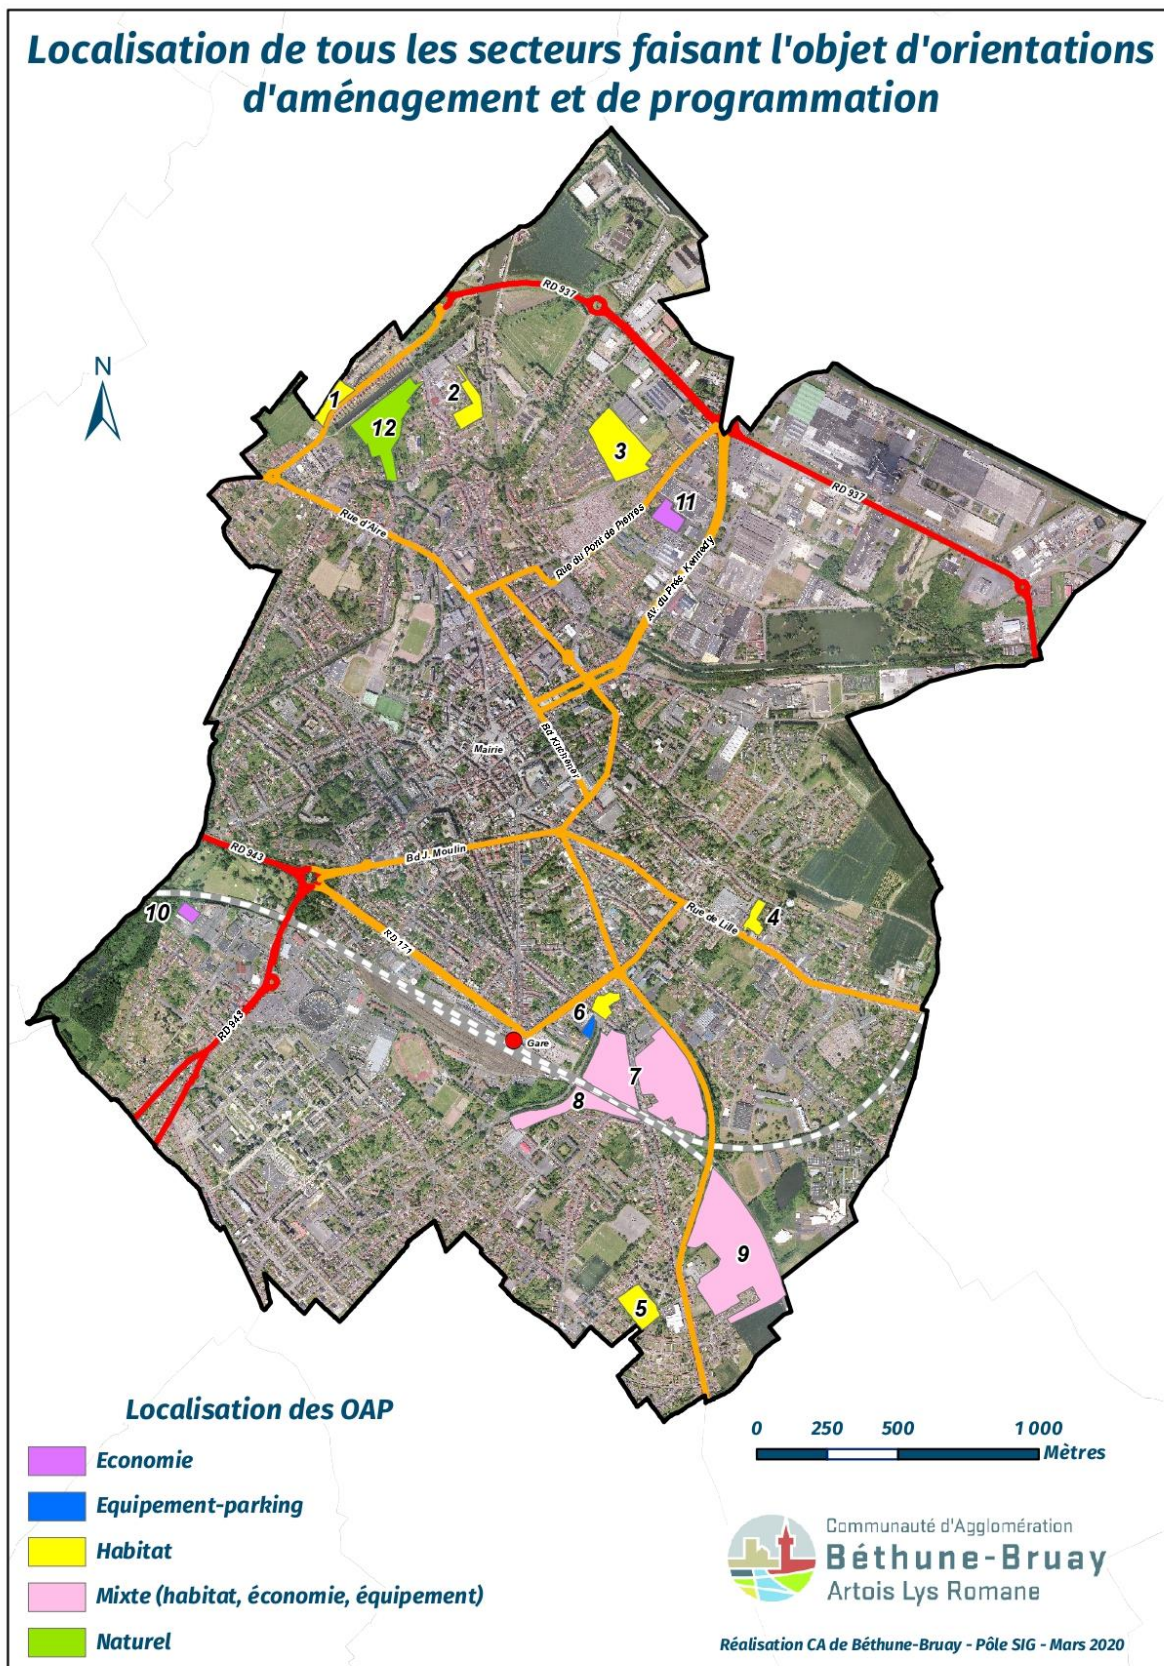 Localisation de tous les secteurs faisant l'objet d'orientations
d'aménagement et de programmation
N
RD 937
1
2
12
3
11
RD 937
Rue d'Aire
Rue du Pont de Pierres
Av. du Prés. Kennedy
Bd Kitchener
Mairie
RD 943
Bd J. Moulin
10
RD 171
Rue de Lille
4
RD 943
6
Gare
7
8
9
5
Localisation des OAP
Economie
Equipement-parking
Habitat
Mixte (habitat, économie, équipement)
Naturel
0 250 500 1 000
Mètres
Communauté d'Agglomération
Béthune-Bruay
Artois Lys Romane
Réalisation CA de Béthune-Bruay - Pôle SIG - Mars 2020